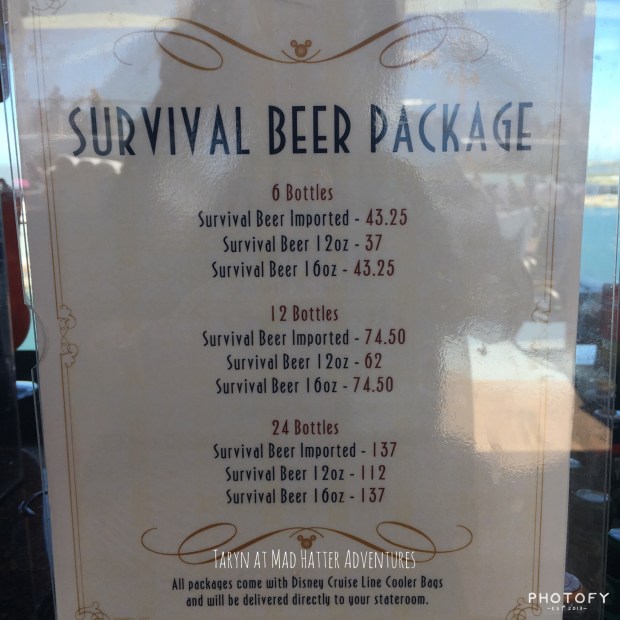 SURVIVAL BEER PACKAGE
6 Bottles
Survival Beer Imported - 43.25
Survival Beer 12oz - 37
Survival Beer 16oz - 43.25
12 Bottles
Survival Beer Imported - 74.50
Survival Beer 12oz - 62
Survival Beer 16oz - 74.50
24 Bottles
Survival Beer Imported - 137
Survival Beer 12oz - 112
Survival Beer 16oz - 137
Taryn at Mad Hatter Adventures
All packages come with Disney Cruise Line Cooler Bags
and will be delivered directly to your stateroom.
PHOTOFY
EST 2013